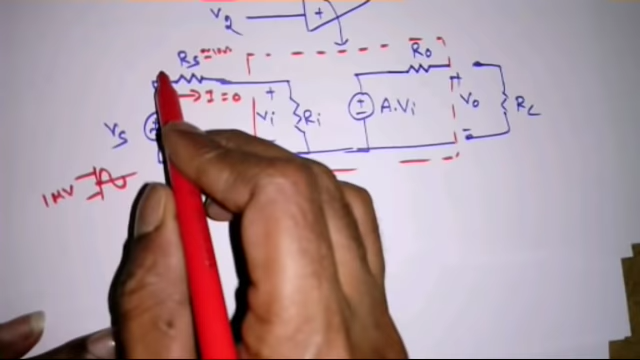 V2
+
Rs
Ro
+
I=0
Vi
Ri
+
-
A.Vi
+
Vo
-
RL
Vs
1MV